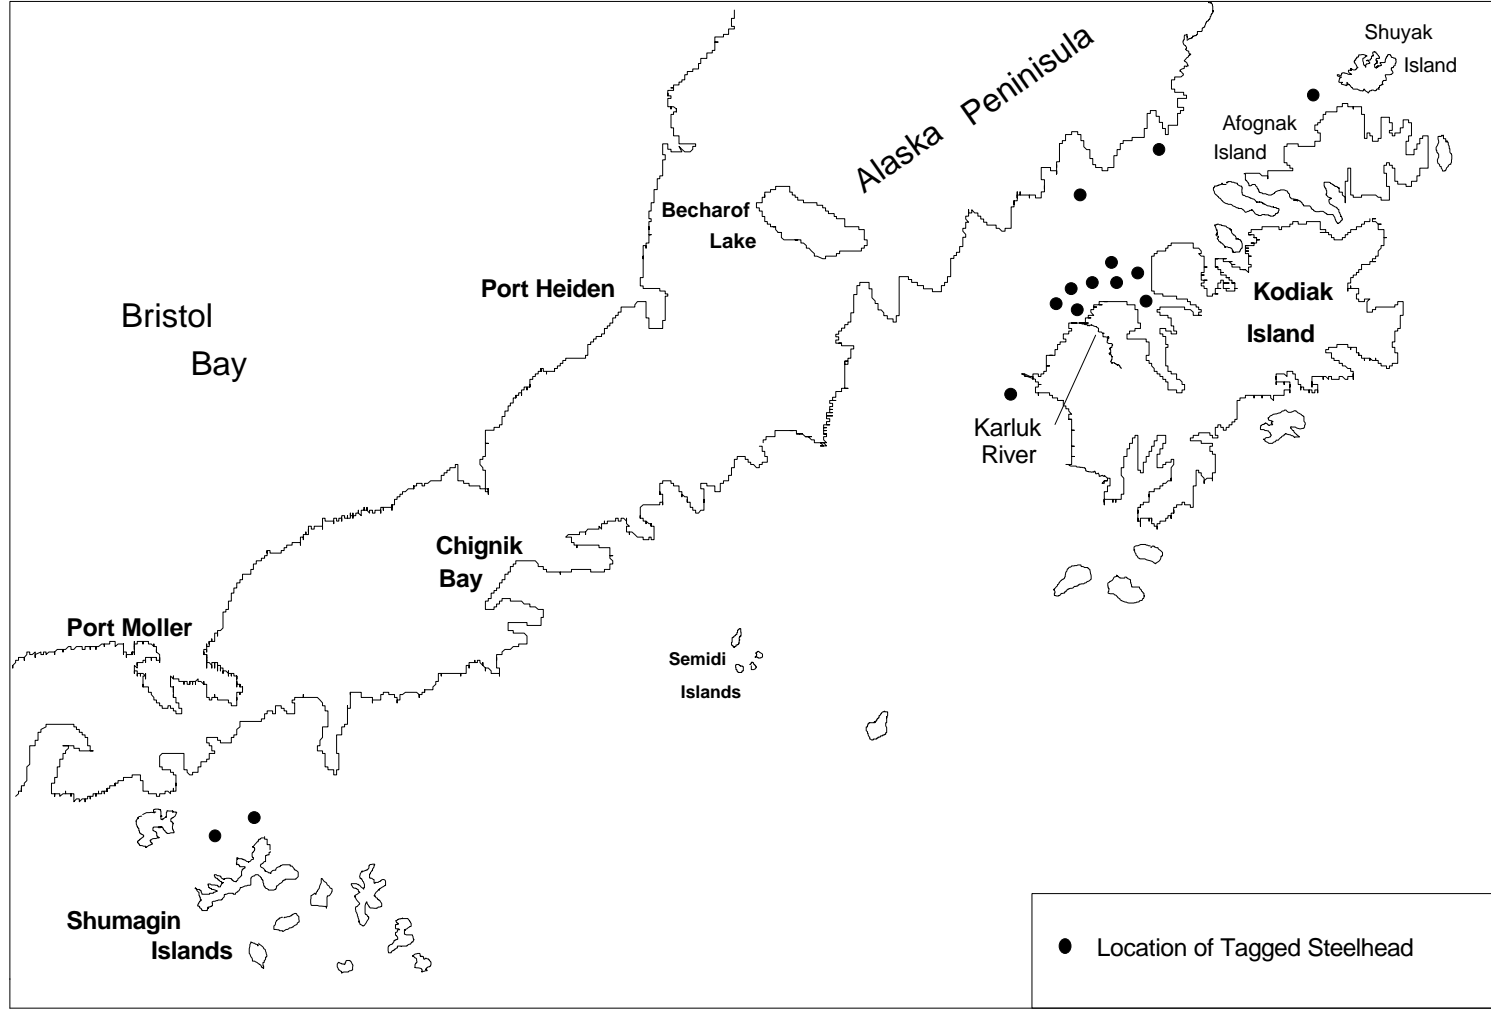 Shuyak
Island
Alaska Peninisula
Afognak
Island
Becharof
Lake
Port Heiden
Kodiak
Island
Bristol
Bay
Karluk
River
Chignik
Bay
Port Moller
Semidi
Islands
Shumagin
Islands
Location of Tagged Steelhead